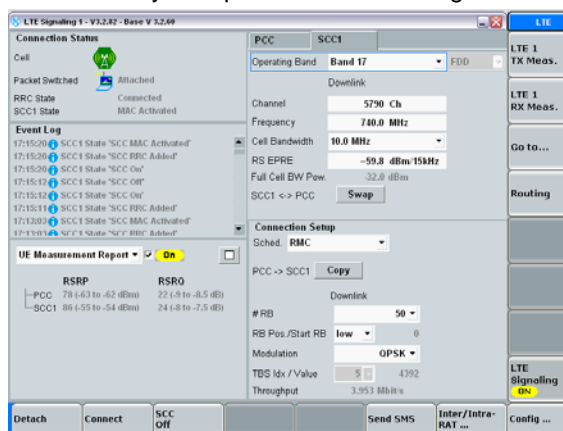 LTE Signaling 1 - V3.2.82 - Base V 3.2.60
LTE
Connection Status
Cell
Packet Switched Attached
RRC State Connected
SCC1 State MAC Activated
Event Log
17:15:20 SCC1 State 'SCC MAC Activated'
17:15:20 SCC1 State 'SCC RRC Added'
17:15:20 SCC1 State 'SCC On'
17:15:12 SCC1 State 'SCC Off'
17:15:12 SCC1 State 'SCC On'
17:15:11 SCC1 State 'SCC RRC Added'
17:13:03 SCC1 State 'SCC MAC Activated'
17:13:03 SCC1 State 'SCC RRC Added'
UE Measurement Report On
RSRP RSRQ
PCC 78 (-63 to -62 dBm) 22 (-9 to -8.5 dB)
SCC1 86 (-55 to -54 dBm) 24 (-8 to -7.5 dB)
PCC SCC1
Operating Band Band 17 FDD
Downlink
Channel 5790 Ch
Frequency 740.0 MHz
Cell Bandwidth 10.0 MHz
RS EPRE -59.8 dBm/15kHz
Full Cell BW Pow. -32.0 dBm
SCC1 <-> PCC Swap
Connection Setup
Sched. RMC
PCC -> SCC1 Copy
Downlink
# RB 50
RB Pos./Start RB low 0
Modulation QPSK
TBS Idx / Value 5 4392
Throughput 3.953 Mbit/s
LTE 1
TX Meas.
LTE 1
RX Meas.
Go to...
Routing
LTE
Signaling
ON
Detach
Connect
SCC
Off
Send SMS
Inter/Intra-
RAT ...
Config ...